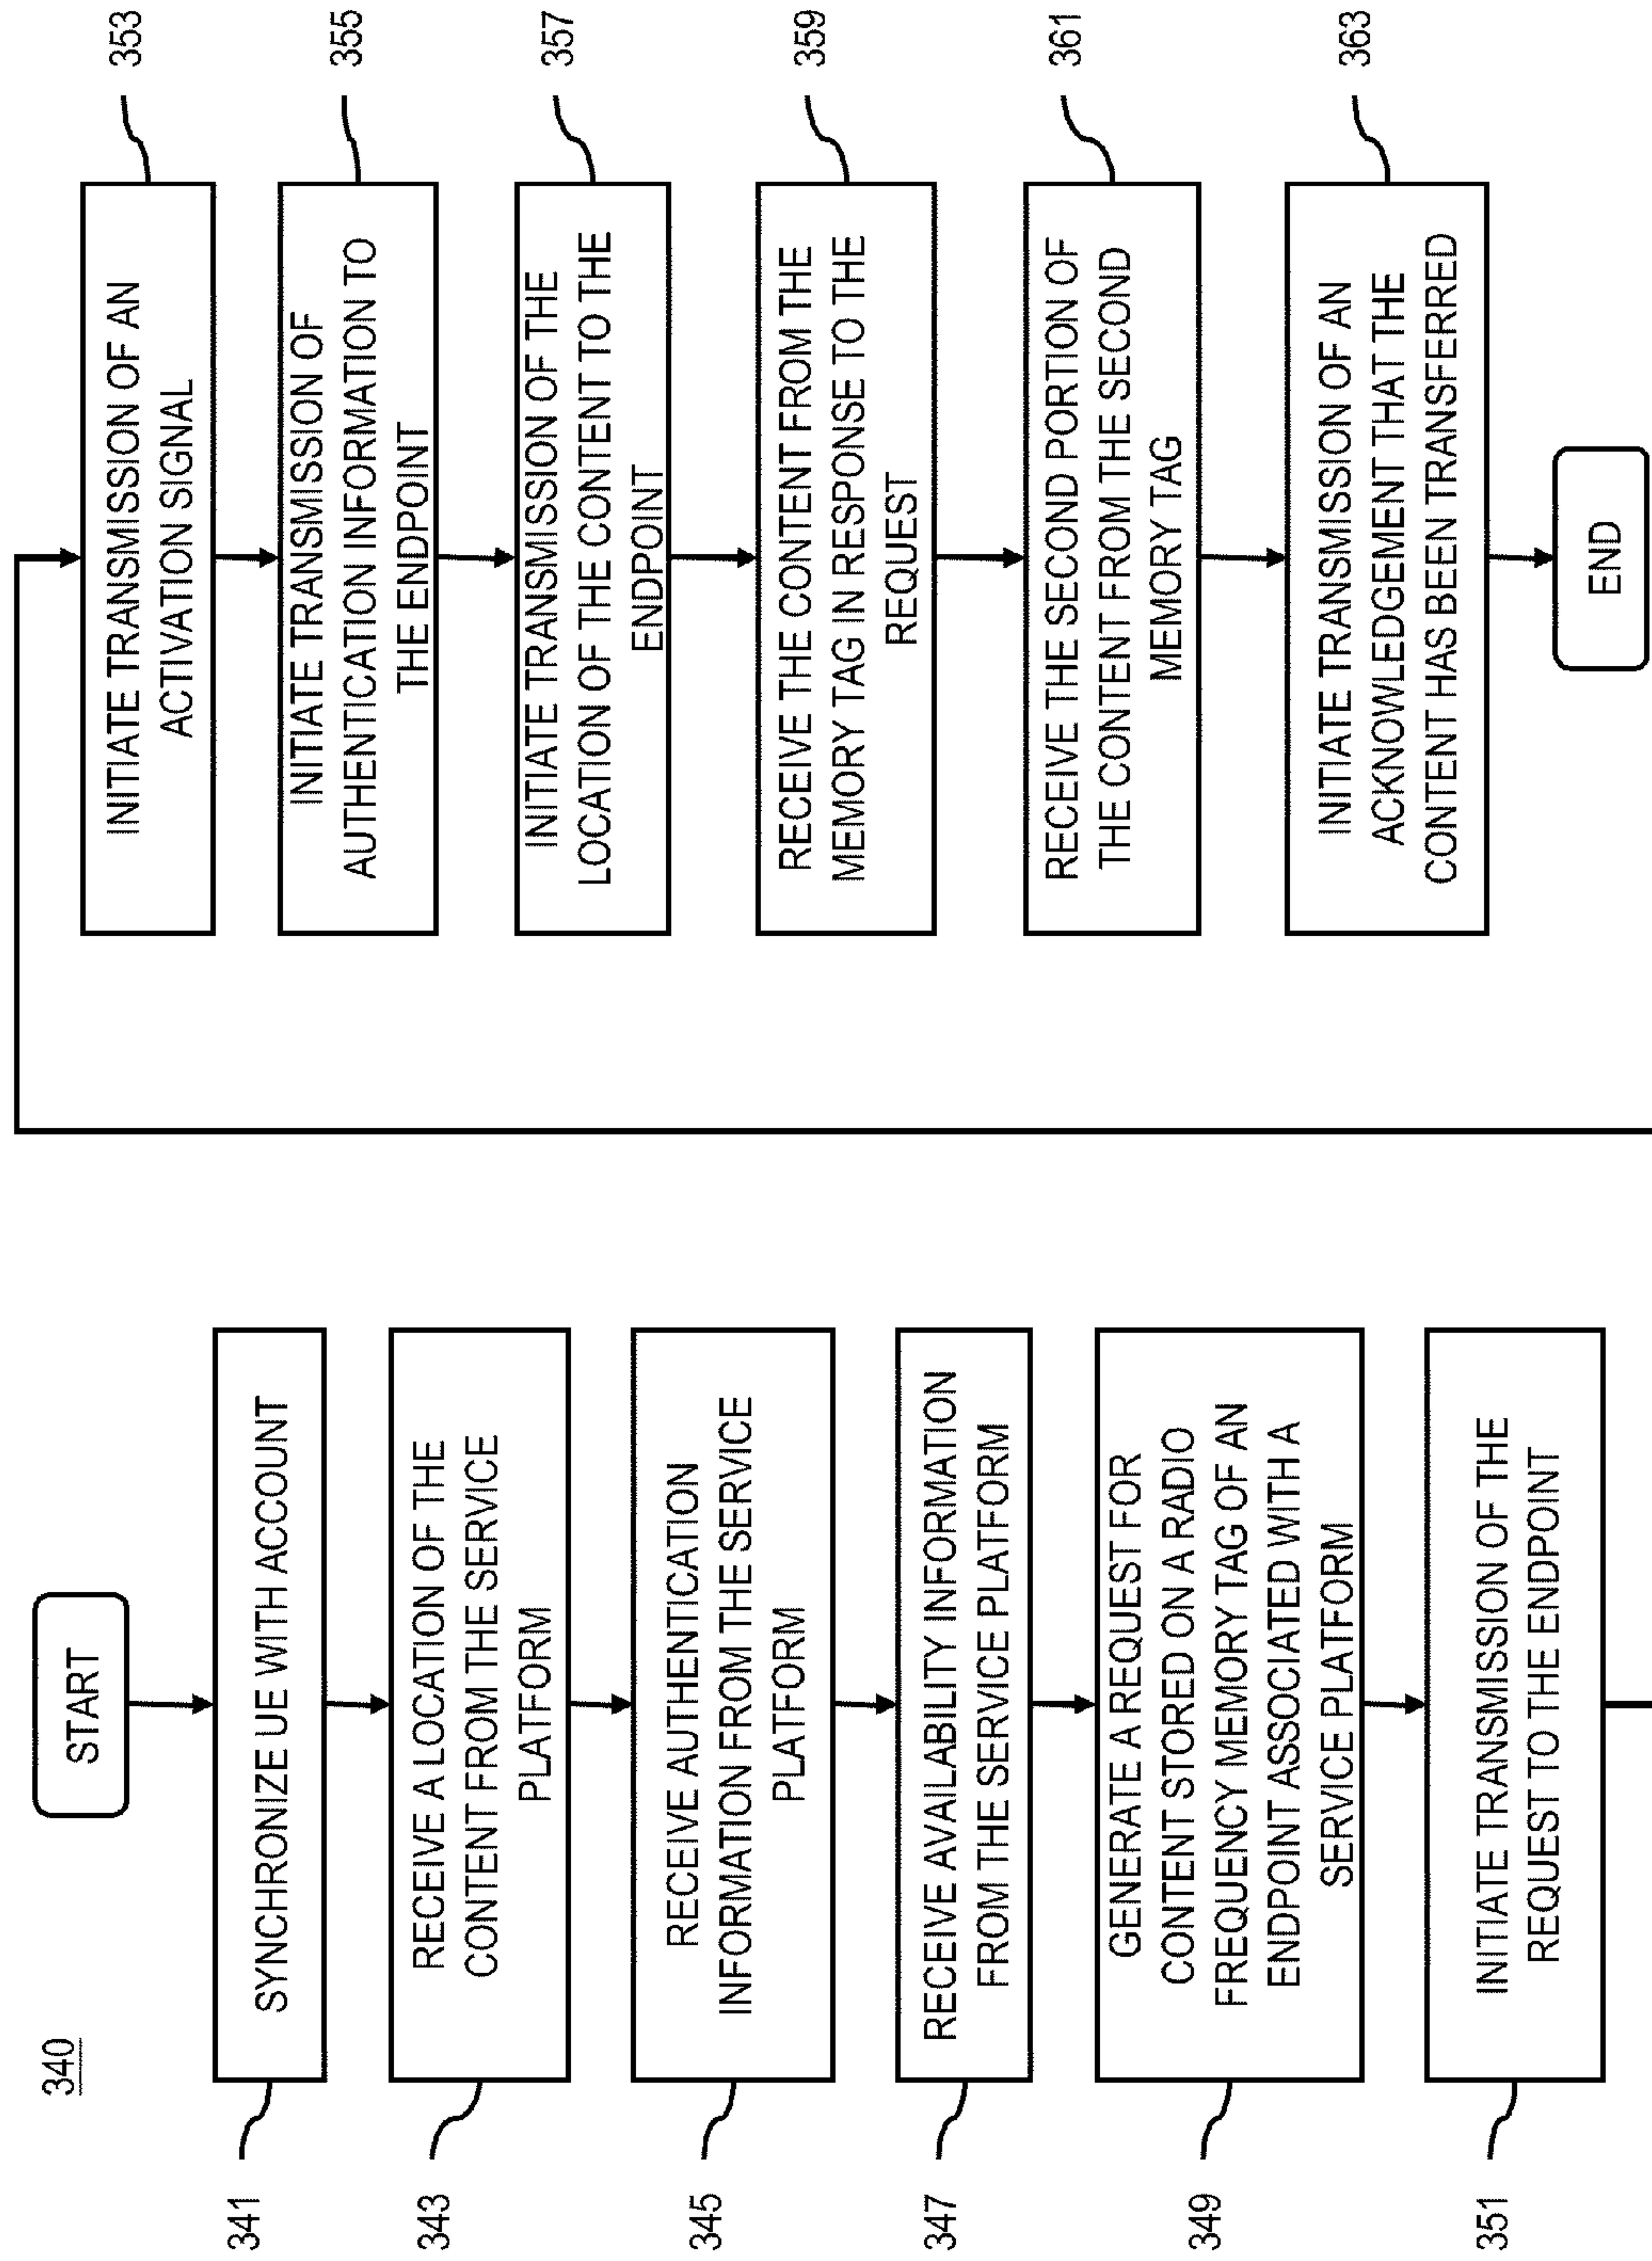 340
START
341
SYNCHRONIZE UE WITH ACCOUNT
343
RECEIVE A LOCATION OF THE
CONTENT FROM THE SERVICE
PLATFORM
345
RECEIVE AUTHENTICATION
INFORMATION FROM THE SERVICE
PLATFORM
347
RECEIVE AVAILABILITY INFORMATION
FROM THE SERVICE PLATFORM
349
GENERATE A REQUEST FOR
CONTENT STORED ON A RADIO
FREQUENCY MEMORY TAG OF AN
ENDPOINT ASSOCIATED WITH A
SERVICE PLATFORM
351
INITIATE TRANSMISSION OF THE
REQUEST TO THE ENDPOINT
353
INITIATE TRANSMISSION OF AN
ACTIVATION SIGNAL
355
INITIATE TRANSMISSION OF
AUTHENTICATION INFORMATION TO
THE ENDPOINT
357
INITIATE TRANSMISSION OF THE
LOCATION OF THE CONTENT TO THE
ENDPOINT
359
RECEIVE THE CONTENT FROM THE
MEMORY TAG IN RESPONSE TO THE
REQUEST
361
RECEIVE THE SECOND PORTION OF
THE CONTENT FROM THE SECOND
MEMORY TAG
363
INITIATE TRANSMISSION OF AN
ACKNOWLEDGEMENT THAT THE
CONTENT HAS BEEN TRANSFERRED
END